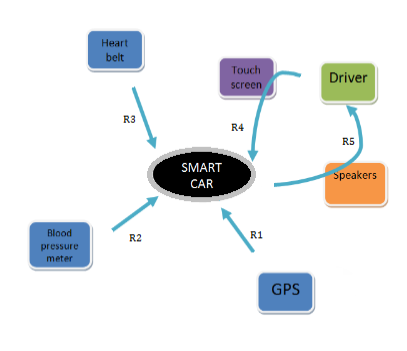 Heart
belt
Touch
screen
Driver
R3
R4
R5
SMART
CAR
Speakers
Blood
pressure
meter
R2
R1
GPS